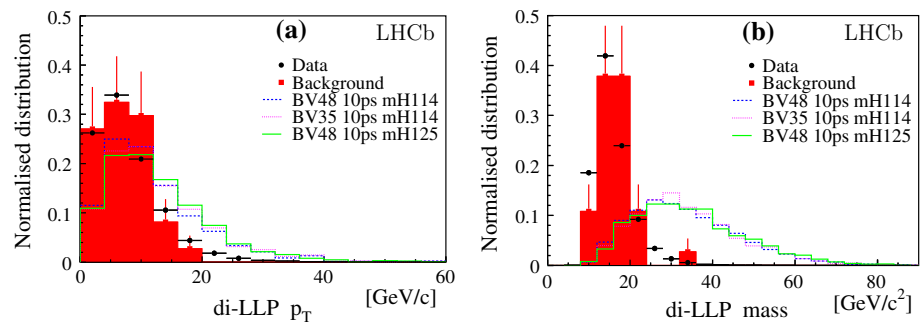 (a)
LHCb
Normalised distribution
0.5
0.4
0.3
0.2
0.1
0
Data
Background
BV48 10ps mH114
BV35 10ps mH114
BV48 10ps mH125
0 20 40 60
di-LLP p_T
[GeV/c]
(b)
LHCb
Normalised distribution
0.5
0.4
0.3
0.2
0.1
0
Data
Background
BV48 10ps mH114
BV35 10ps mH114
BV48 10ps mH125
0 20 40 60 80
di-LLP mass
[GeV/c²]